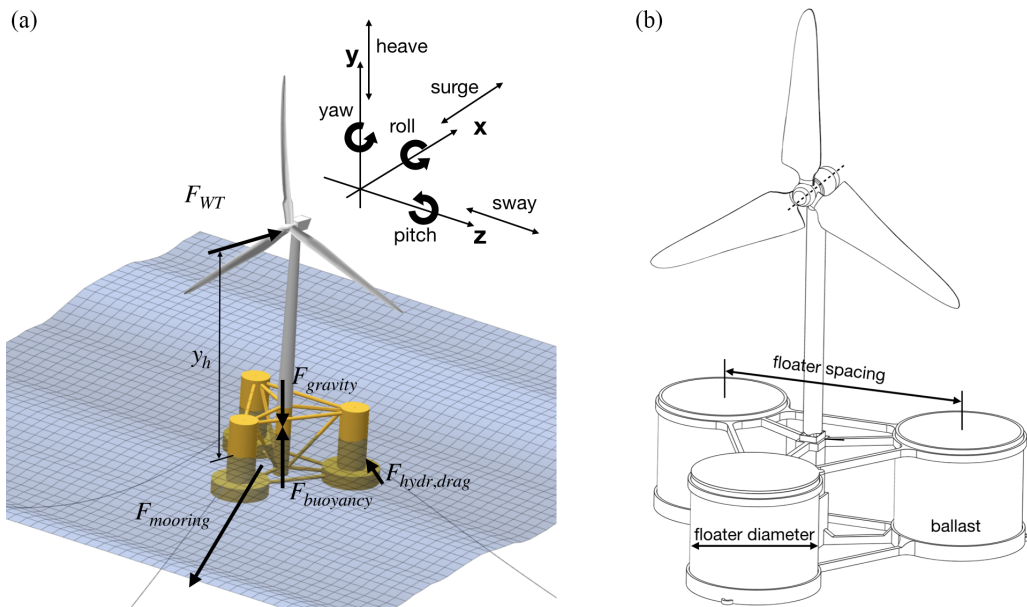 (a)
heave
y
surge
yaw
roll
x
F_WT
sway
pitch
z
y_h
F_gravity
F_hydr,drag
F_buoyancy
F_mooring
(b)
floater spacing
floater diameter
ballast